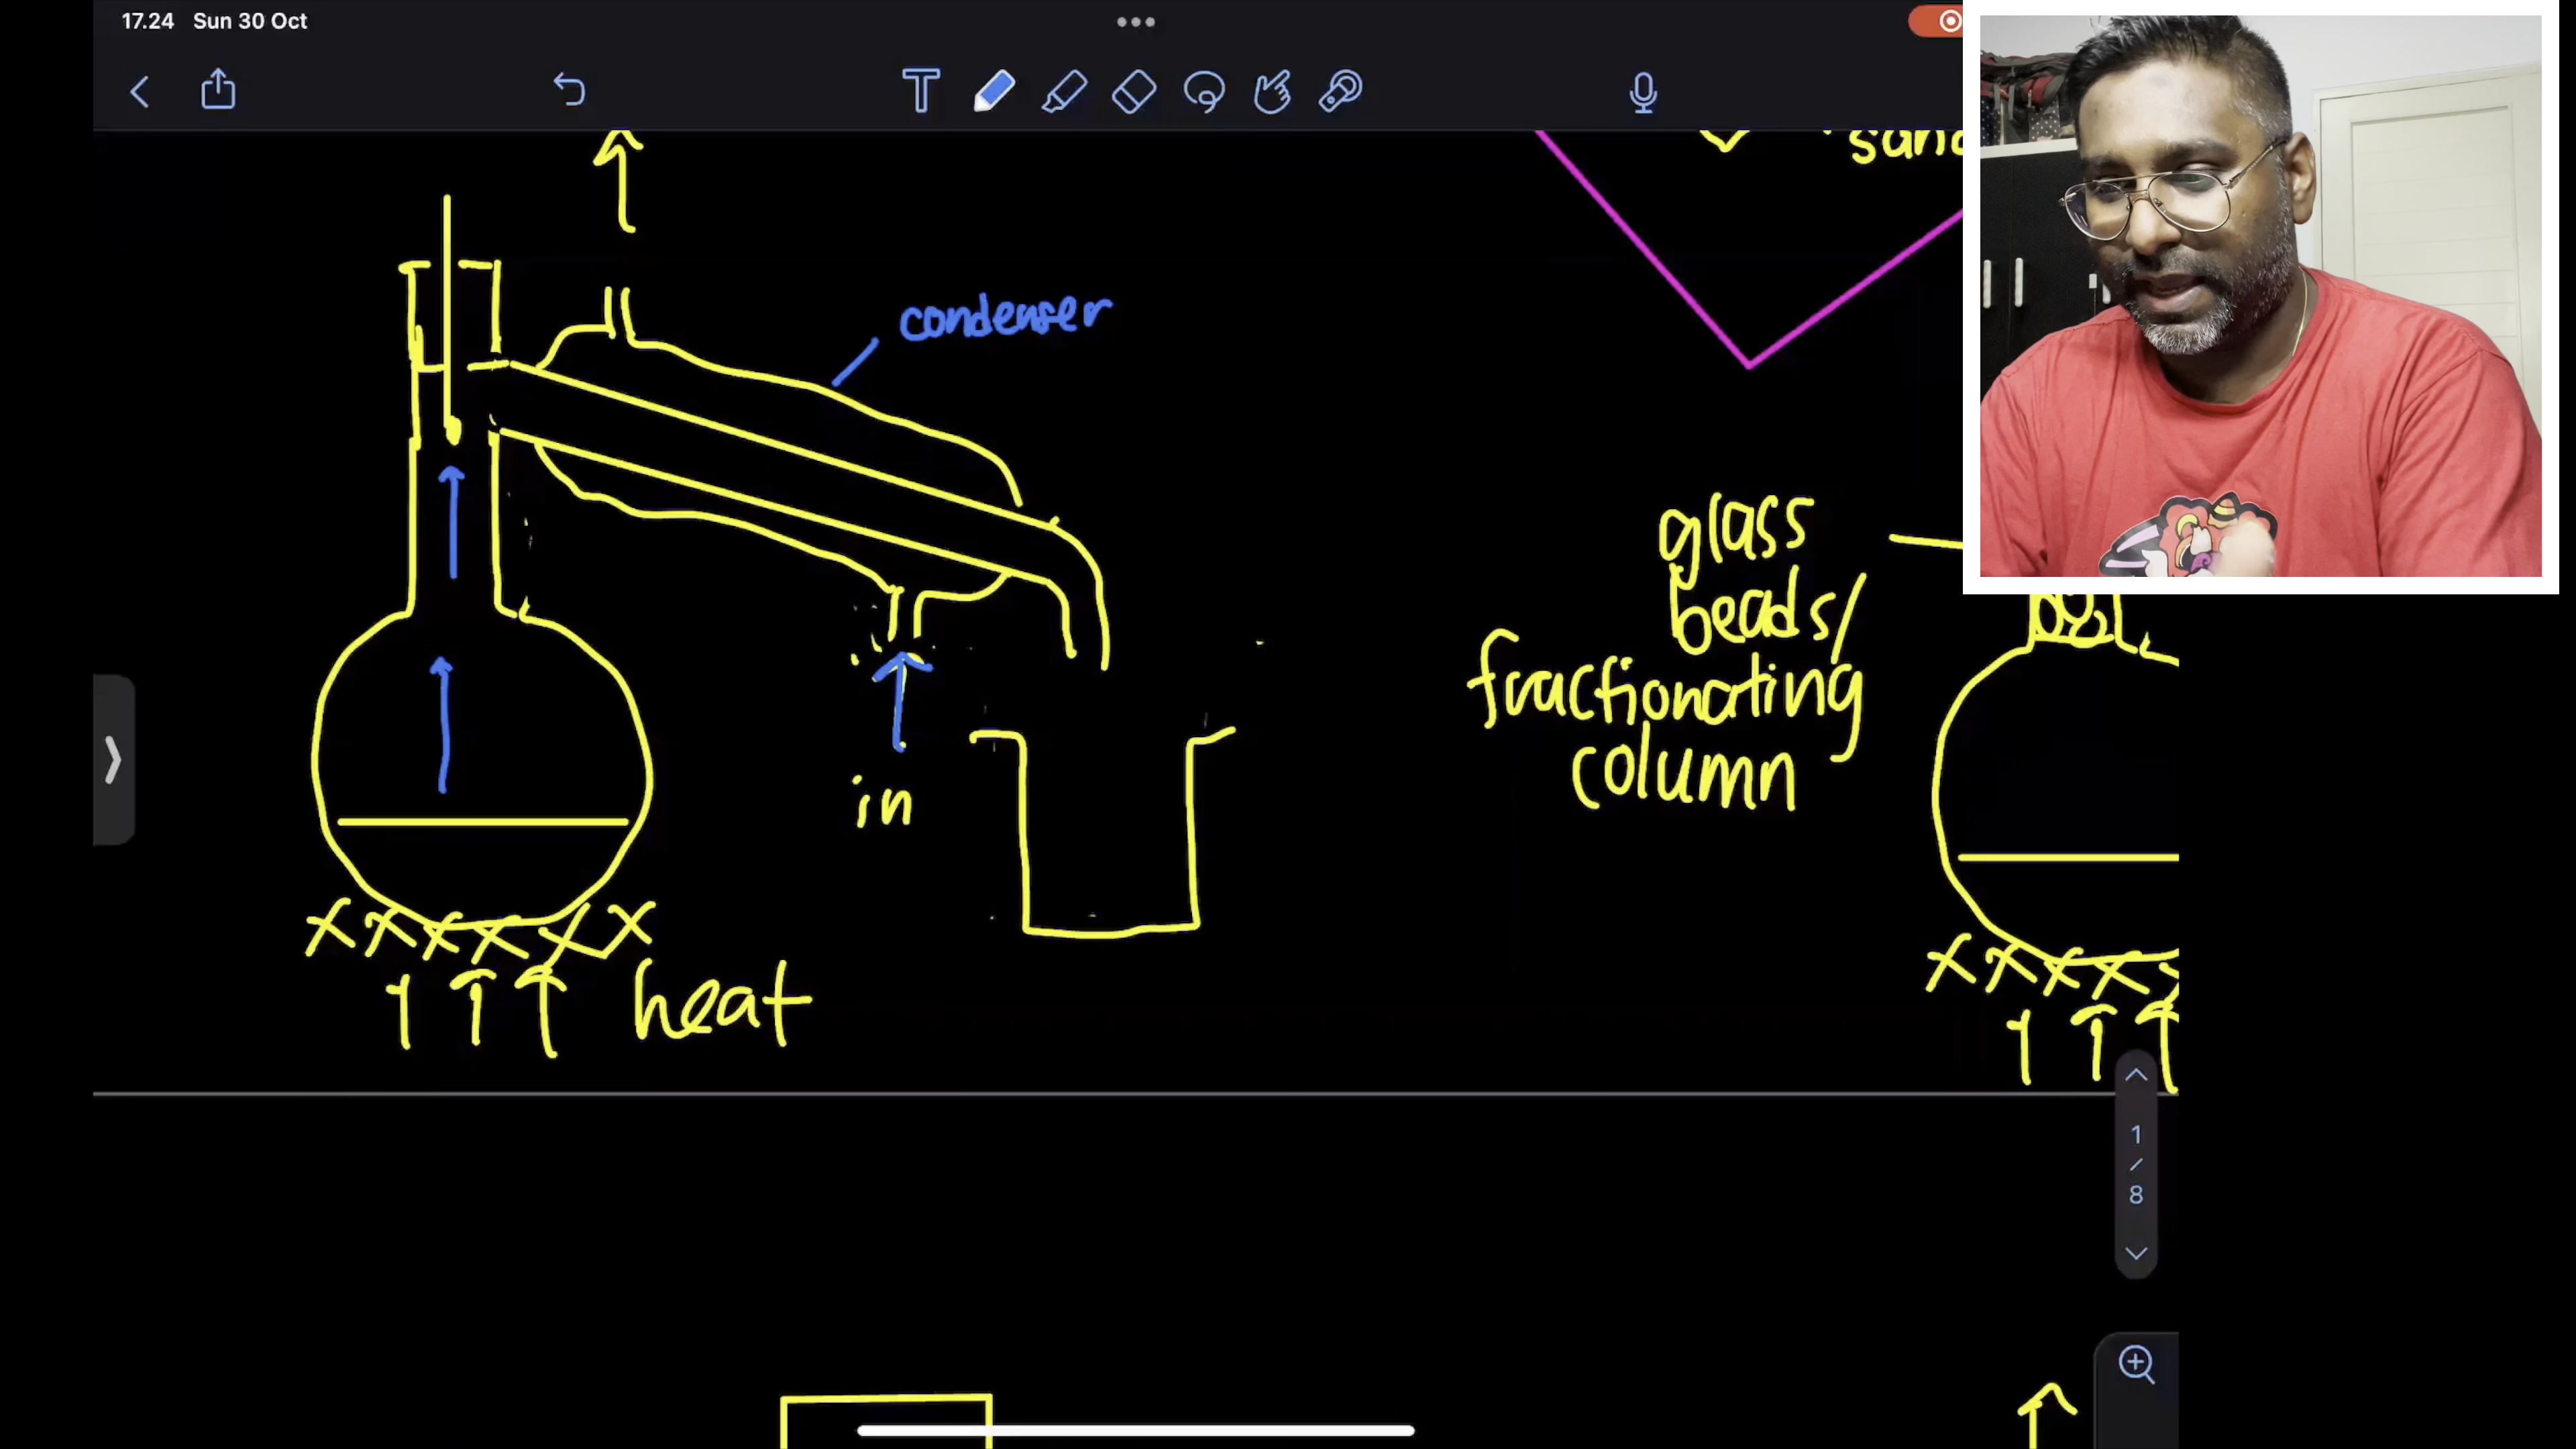 17.24 Sun 30 Oct
T
condenser
in
heat
glass
beads/
fractionating
column
1
/
8